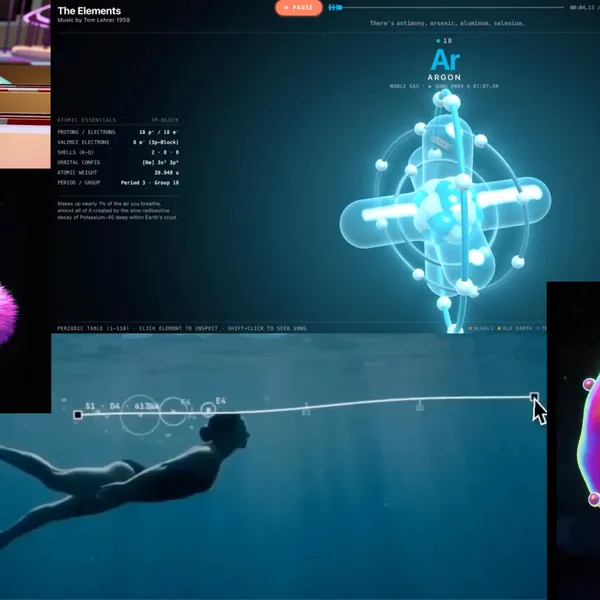 The Elements
Music by Tom Lehrer 1959
PAUSE
00:04.13 /
There's antimony, arsenic, aluminum, selenium,
18
Ar
ARGON
NOBLE GAS
ATOMIC ESSENTIALS 3P-BLOCK
PROTONS / ELECTRONS 18 p⁺ / 18 e⁻
VALENCE ELECTRONS 8 e⁻ (3p-Block)
SHELLS (K-Q) 2 · 8 · 8
ORBITAL CONFIG [Ne] 3s² 3p⁶
ATOMIC WEIGHT 39.948 u
PERIOD / GROUP Period 3 · Group 18
Makes up nearly 1% of the air you breathe,
almost all of it created by the slow radioactive
decay of Potassium-40 deep within Earth's crust.
PERIODIC TABLE (1–118) · CLICK ELEMENT TO INSPECT · SHIFT+CLICK TO SEEK SONG
ALKALI ALK EARTH
S1 · D4 · 617
E4